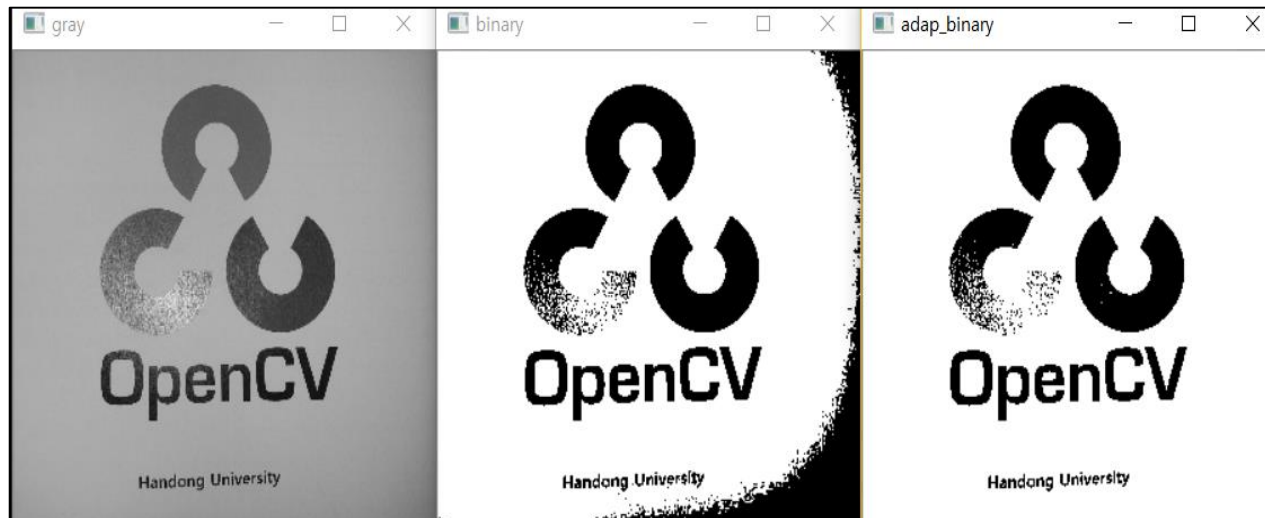 gray
binary
adap_binary
OpenCV
Handong University
OpenCV
Handong University
OpenCV
Handong University